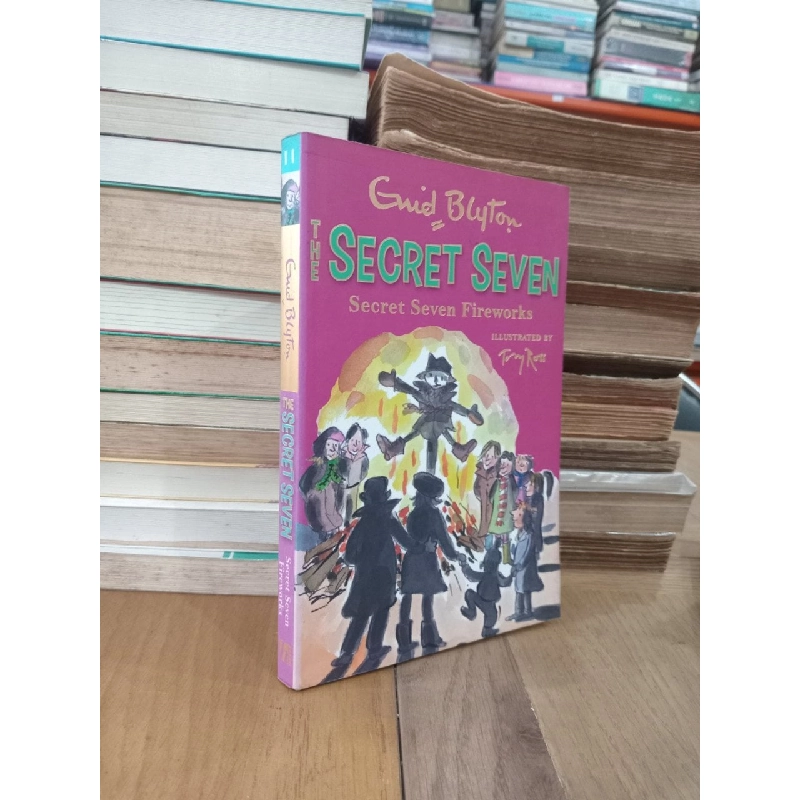 Enid Blyton
THE
SECRET SEVEN
Secret Seven Fireworks
ILLUSTRATED BY
Tony Ross
11
Enid Blyton
THE
SECRET SEVEN
Secret Seven
Fireworks